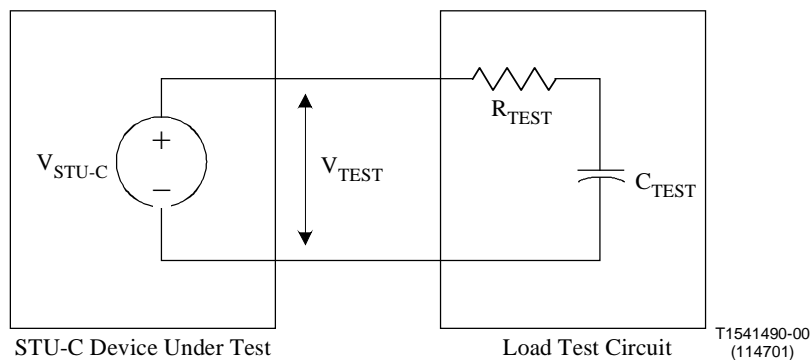 +
−
V_STU-C
V_TEST
R_TEST
C_TEST
STU-C Device Under Test
Load Test Circuit
T1541490-00
(114701)